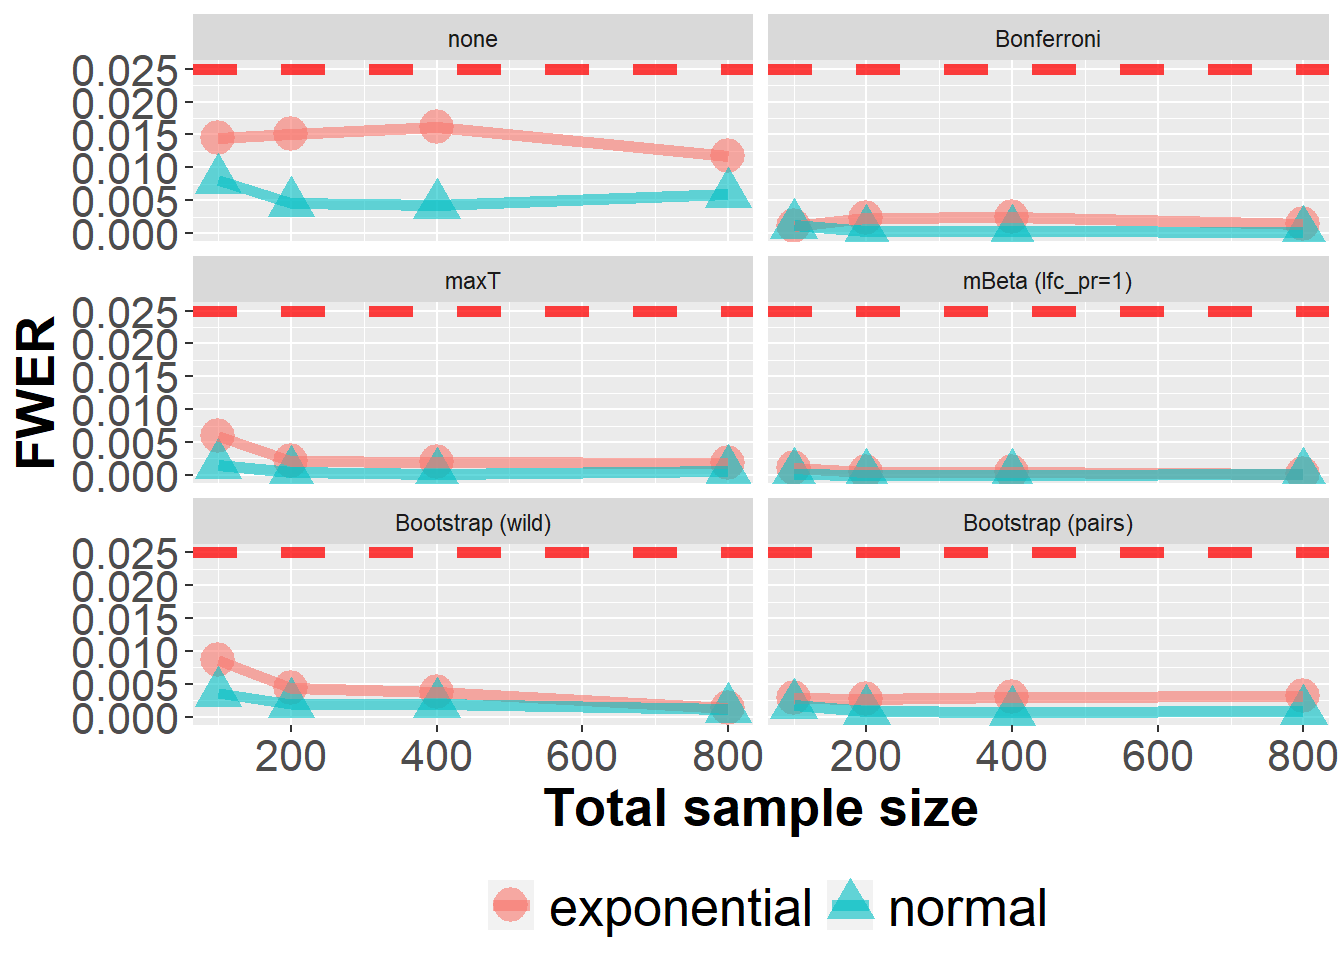 none
Bonferroni
0.025
0.020
0.015
0.010
0.005
0.000
maxT
mBeta (lfc_pr=1)
0.025
0.020
0.015
0.010
0.005
0.000
Bootstrap (wild)
Bootstrap (pairs)
0.025
0.020
0.015
0.010
0.005
0.000
FWER
200 400 600 800 200 400 600 800
Total sample size
exponential normal